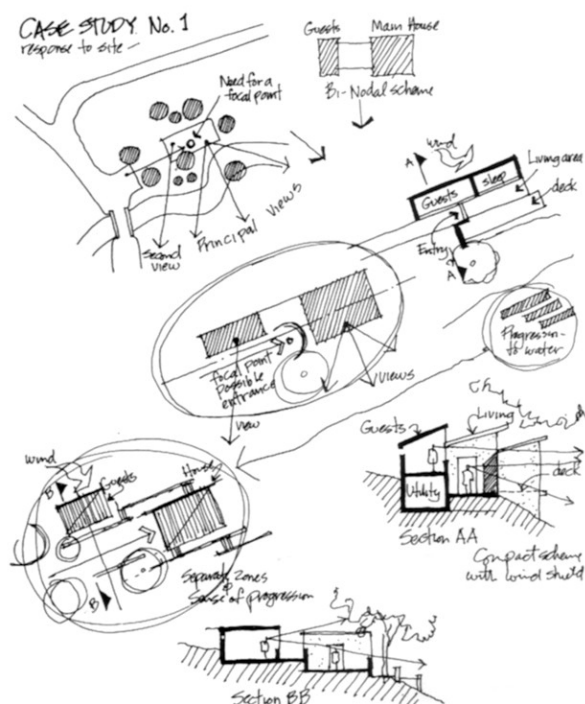 CASE STUDY No. 1
response to site –
Guests
Main House
Bi-Nodal scheme
Need for a
focal point
Second
view
Principal Views
wind
A
Living area
deck
Guests
Sleep
Entry
A
Progression
to water
focal point
possible
entrance
Views
view
wind
B
Guests
House
B
Separate Zones
Sense of progression
Guests
Living
deck
Utility
Section AA
Compact scheme
with wind shield
Section BB